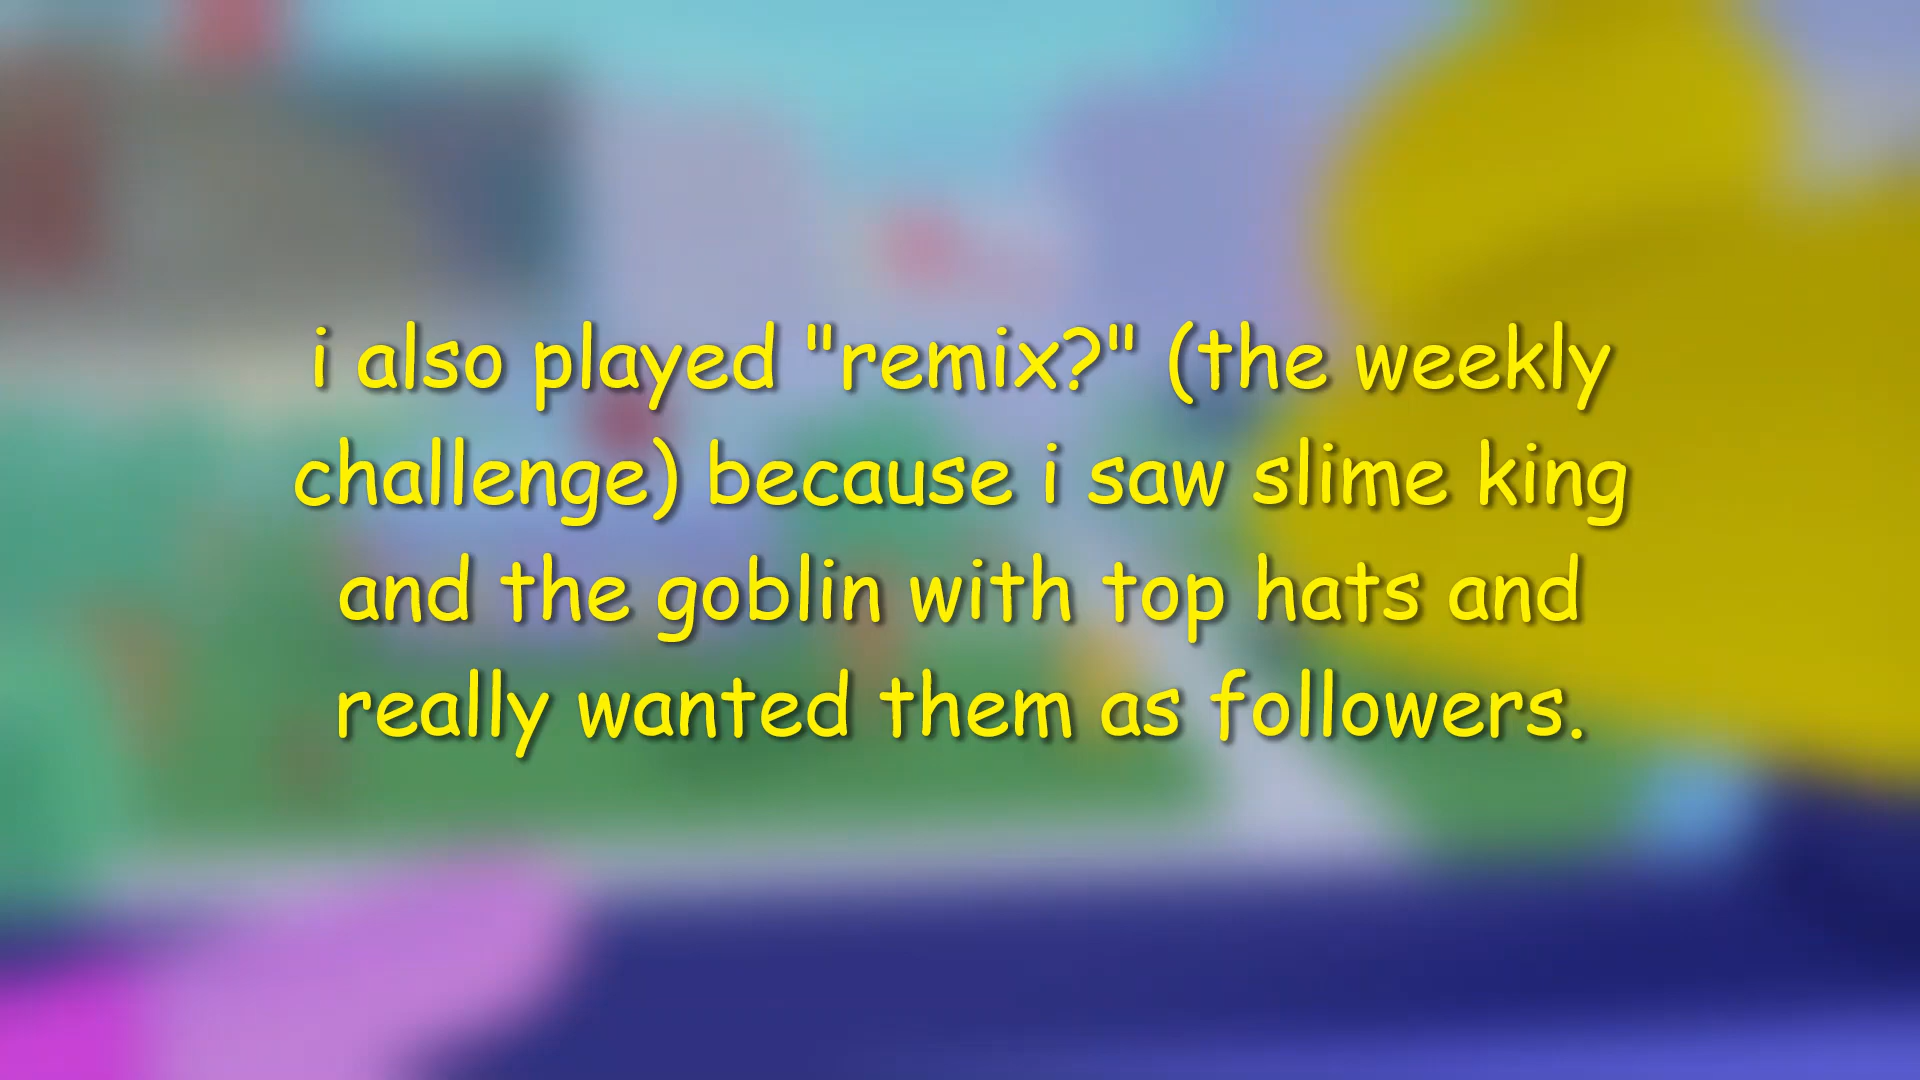 i also played "remix?" (the weekly
challenge) because i saw slime king
and the goblin with top hats and
really wanted them as followers.